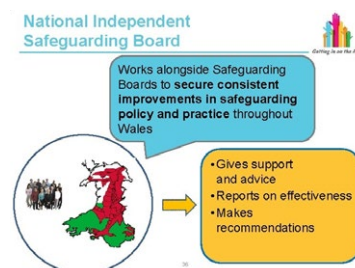 National Independent
Safeguarding Board
Works alongside Safeguarding
Boards to secure consistent
improvements in safeguarding
policy and practice throughout
Wales
•Gives support
and advice
•Reports on effectiveness
•Makes
recommendations